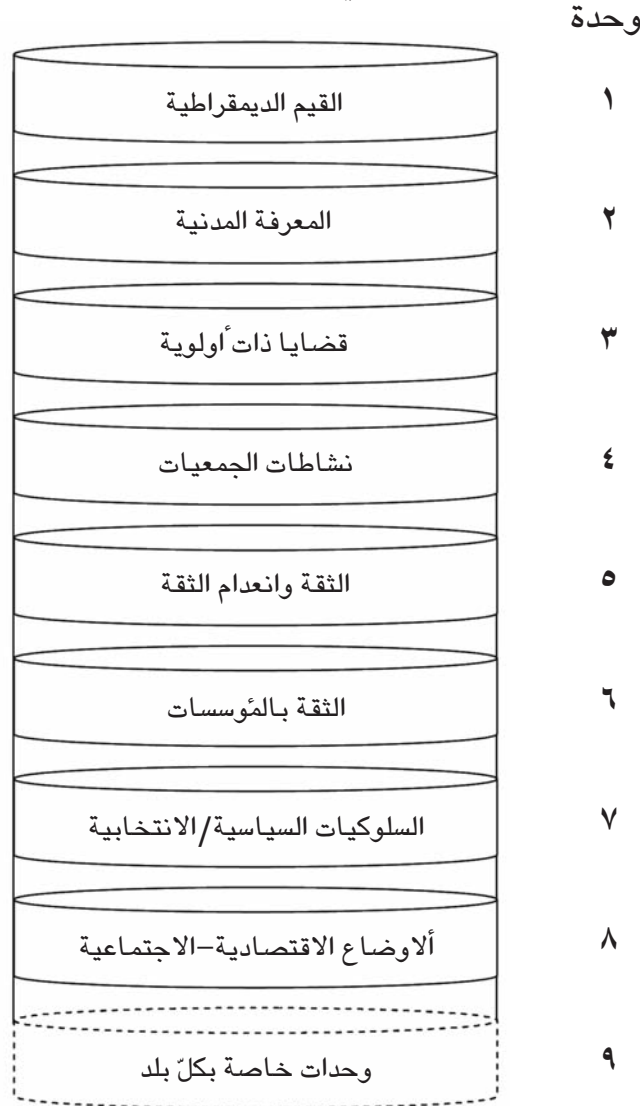 وحدة
١ القيم الديمقراطية
٢ المعرفة المدنية
٣ قضايا ذات أولوية
٤ نشاطات الجمعيات
٥ الثقة وانعدام الثقة
٦ الثقة بالمؤسسات
٧ السلوكيات السياسية/الانتخابية
٨ ألاوضاع الاقتصادية–الاجتماعية
٩ وحدات خاصة بكلّ بلد